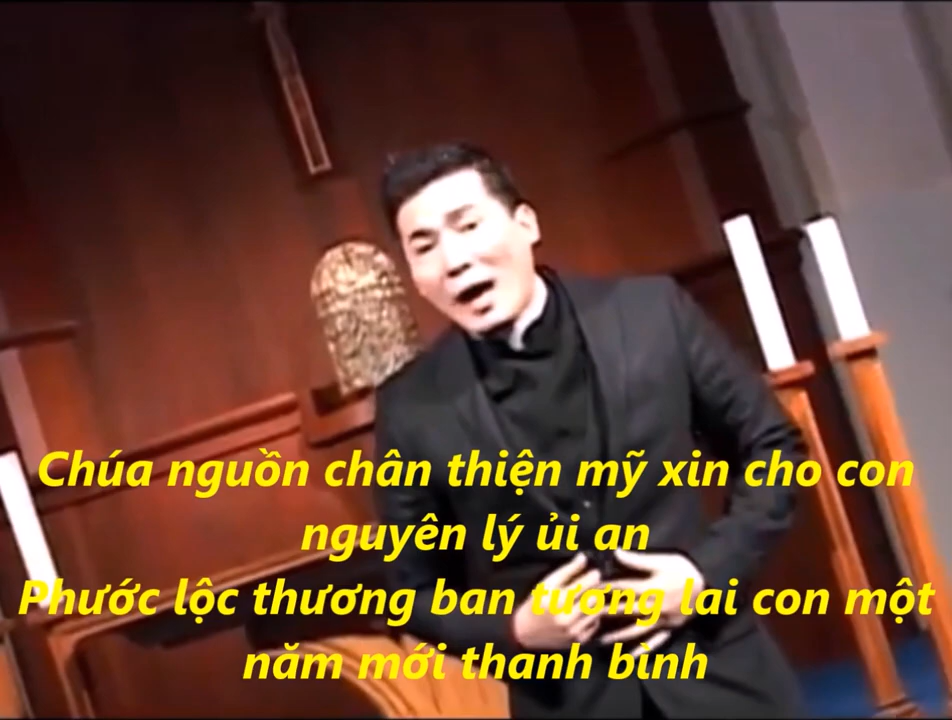 Chúa nguồn chân thiện mỹ xin cho con
nguyên lý ủi an
Phước lộc thương ban tương lai con một
năm mới thanh bình